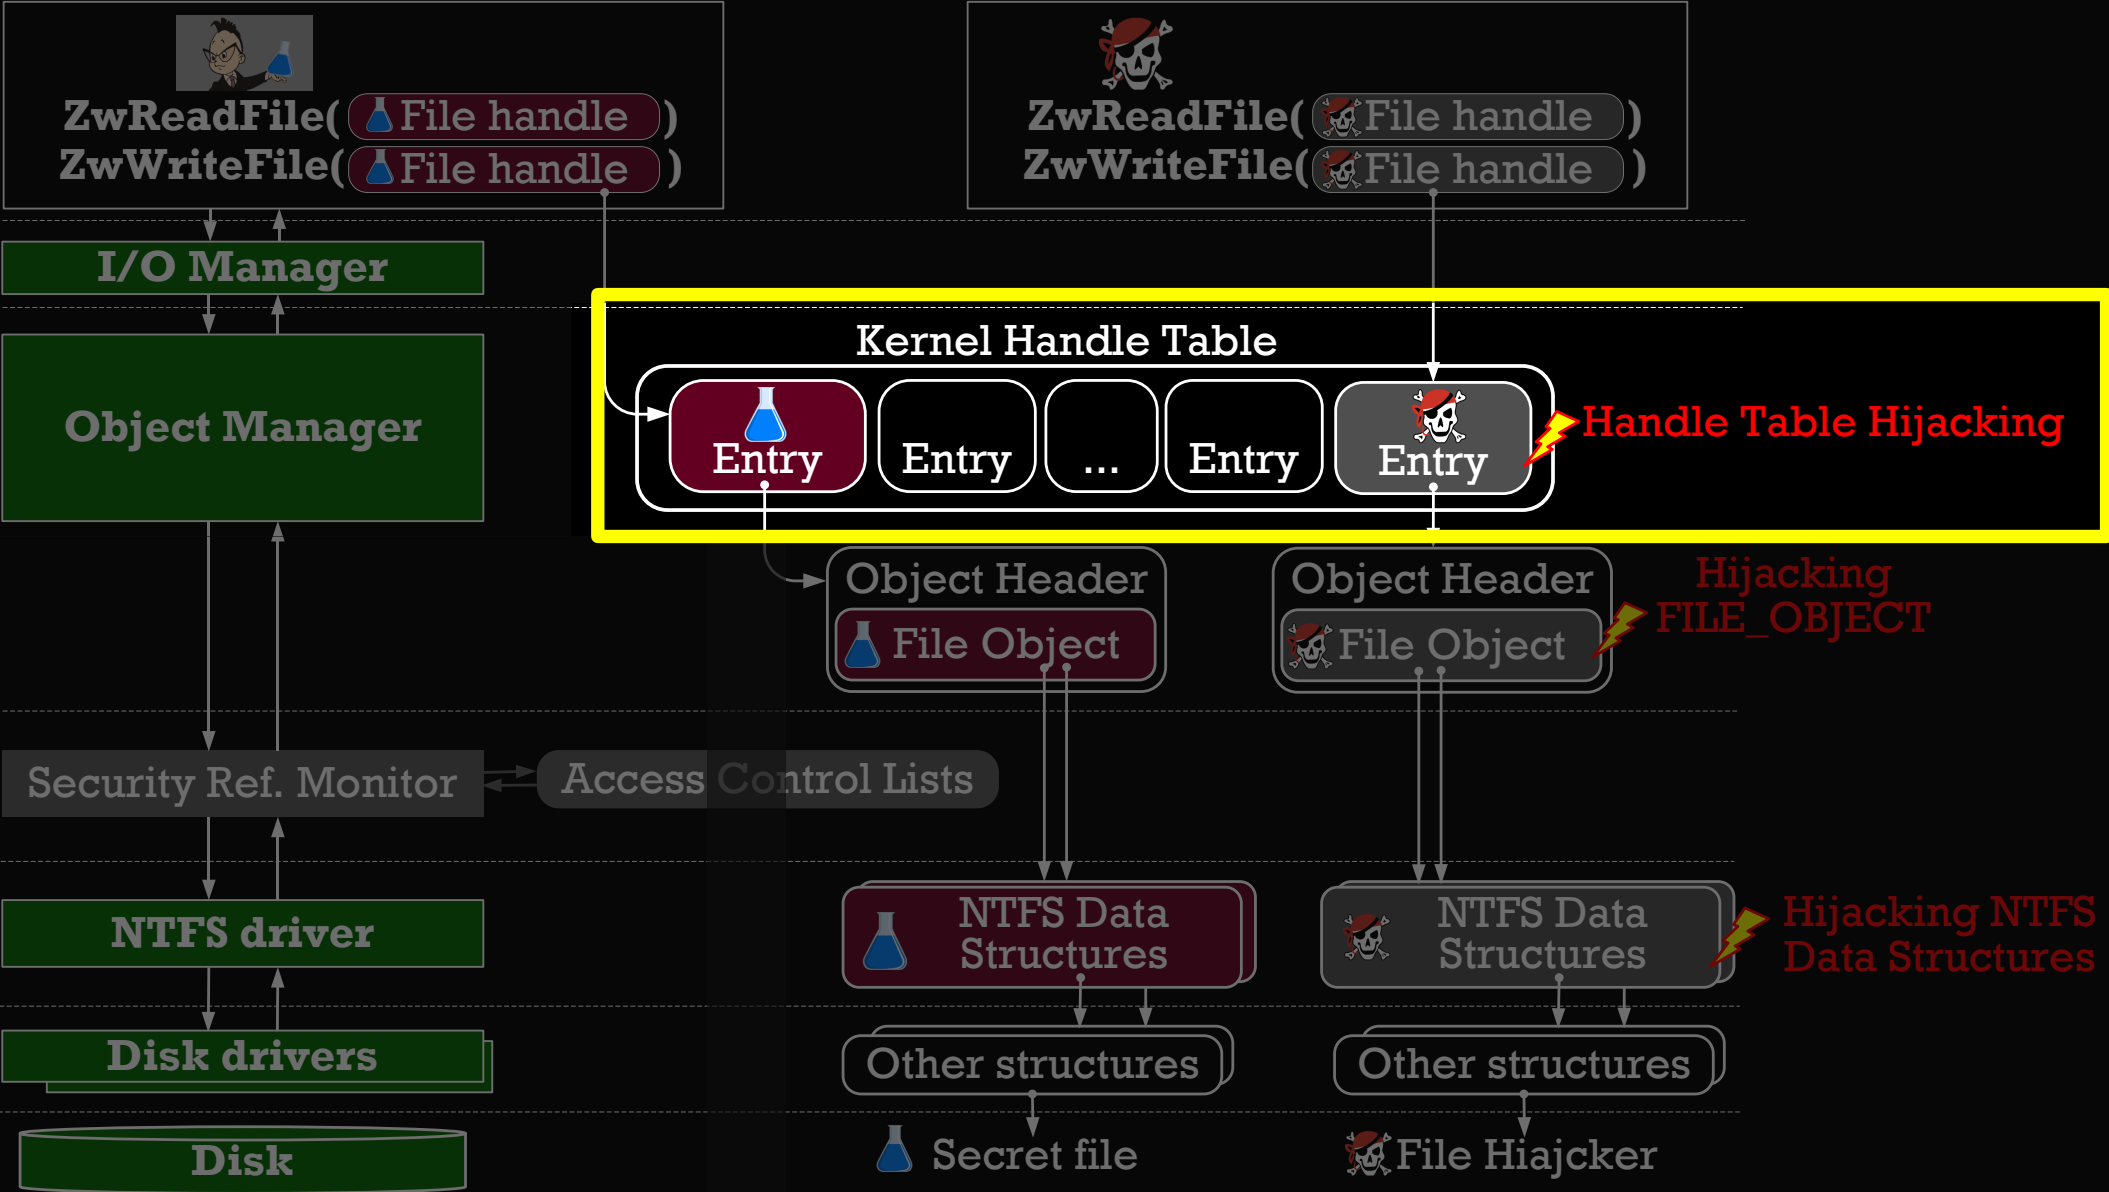 ZwReadFile( File handle )
ZwWriteFile( File handle )
ZwReadFile( File handle )
ZwWriteFile( File handle )
I/O Manager
Kernel Handle Table
Object Manager
Entry
Entry
...
Entry
Entry
Handle Table Hijacking
Object Header
File Object
Object Header
File Object
Hijacking
FILE_OBJECT
Security Ref. Monitor
Access Control Lists
NTFS driver
NTFS Data
Structures
NTFS Data
Structures
Hijacking NTFS
Data Structures
Disk drivers
Other structures
Other structures
Disk
Secret file
File Hiajcker